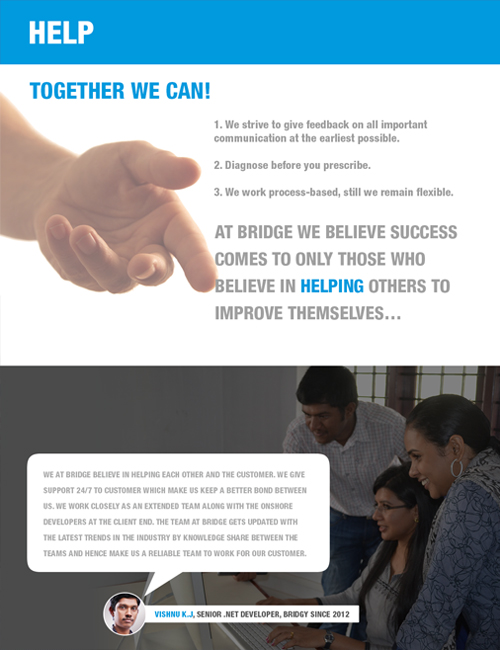 HELP
TOGETHER WE CAN!
1. We strive to give feedback on all important
communication at the earliest possible.
2. Diagnose before you prescribe.
3. We work process-based, still we remain flexible.
AT BRIDGE WE BELIEVE SUCCESS
COMES TO ONLY THOSE WHO
BELIEVE IN HELPING OTHERS TO
IMPROVE THEMSELVES...
WE AT BRIDGE BELIEVE IN HELPING EACH OTHER AND THE CUSTOMER. WE GIVE
SUPPORT 24/7 TO CUSTOMER WHICH MAKE US KEEP A BETTER BOND BETWEEN
US. WE WORK CLOSELY AS AN EXTENDED TEAM ALONG WITH THE ONSHORE
DEVELOPERS AT THE CLIENT END. THE TEAM AT BRIDGE GETS UPDATED WITH
THE LATEST TRENDS IN THE INDUSTRY BY KNOWLEDGE SHARE BETWEEN THE
TEAMS AND HENCE MAKE US A RELIABLE TEAM TO WORK FOR OUR CUSTOMER.
VISHNU K.J, SENIOR .NET DEVELOPER, BRIDGY SINCE 2012